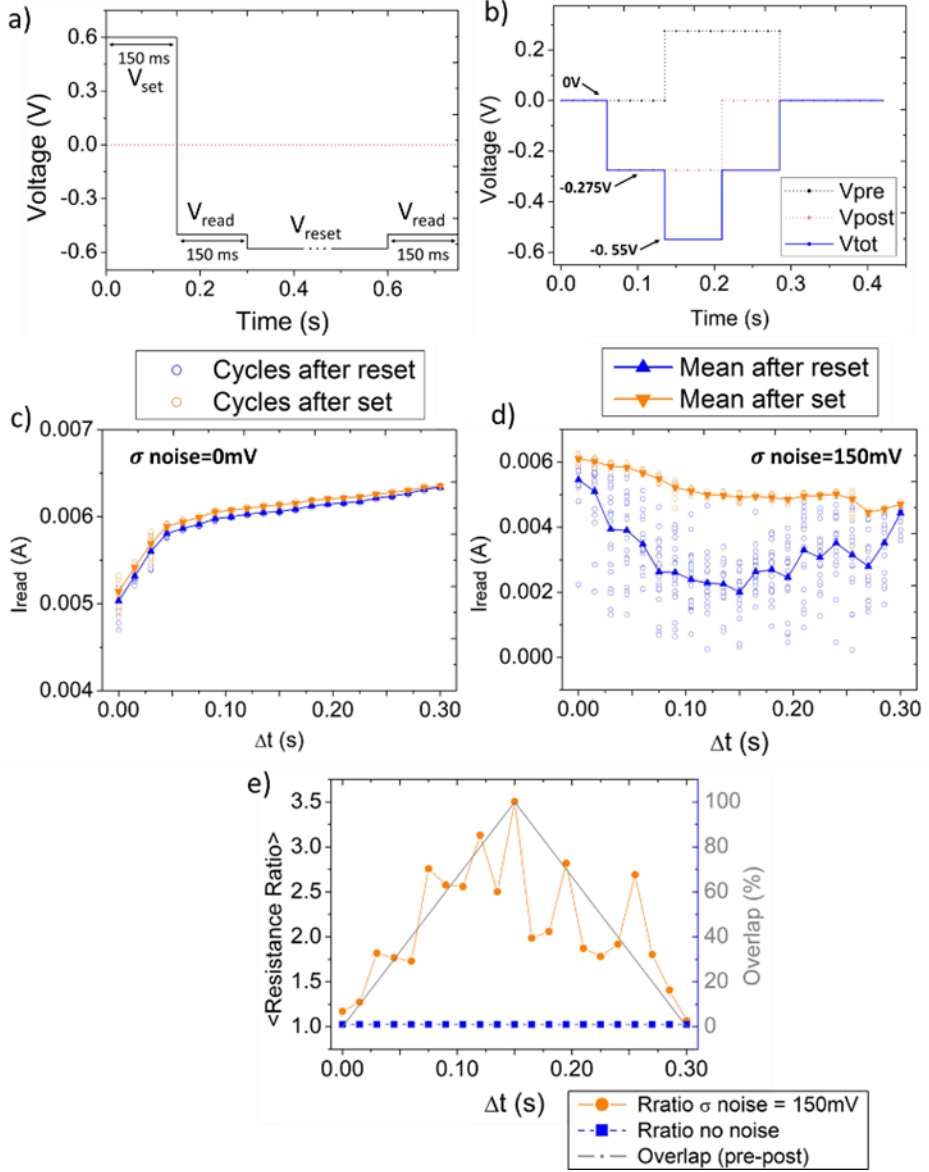 a)
0.6
0.3
0.0
-0.3
-0.6
Voltage (V)
150 ms
Vset
Vread
150 ms
Vreset
Vread
150 ms
0.0 0.2 0.4 0.6
Time (s)
b)
0.2
0.0
-0.2
-0.4
-0.6
Voltage (V)
0V
-0.275V
-0.55V
Vpre
Vpost
Vtot
0.0 0.1 0.2 0.3 0.4
Time (s)
Cycles after reset
Cycles after set
Mean after reset
Mean after set
c)
σ noise=0mV
0.007
0.006
0.005
0.004
Iread (A)
0.00 0.10 0.20 0.30
Δt (s)
d)
σ noise=150mV
0.006
0.004
0.002
0.000
Iread (A)
0.00 0.10 0.20 0.30
Δt (s)
e)
3.5
3.0
2.5
2.0
1.5
1.0
<Resistance Ratio>
100
80
60
40
20
0
Overlap (%)
0.00 0.10 0.20 0.30
Δt (s)
Rratio σ noise = 150mV
Rratio no noise
Overlap (pre-post)